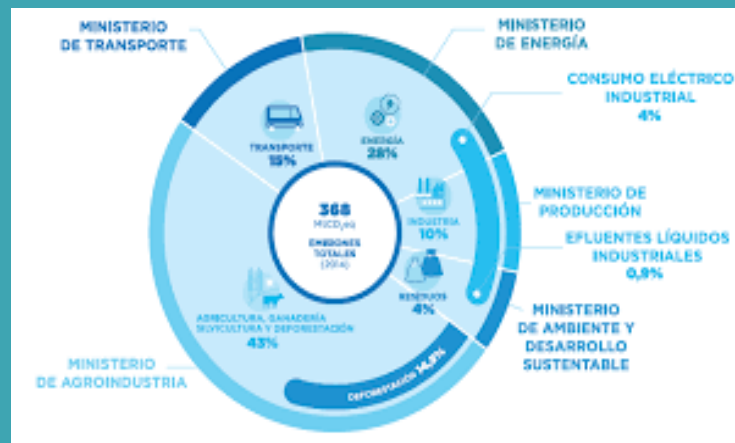 MINISTERIO
DE TRANSPORTE
MINISTERIO
DE ENERGÍA
CONSUMO ELÉCTRICO
INDUSTRIAL
4%
TRANSPORTE
15%
ENERGÍA
28%
368
MtCO₂eq
EMISIONES
TOTALES
(2014)
INDUSTRIA
10%
MINISTERIO DE
PRODUCCIÓN
EFLUENTES LÍQUIDOS
INDUSTRIALES
0,9%
RESIDUOS
4%
AGRICULTURA, GANADERÍA
SILVICULTURA Y DEFORESTACIÓN
43%
MINISTERIO
DE AMBIENTE Y
DESARROLLO
SUSTENTABLE
MINISTERIO
DE AGROINDUSTRIA
DEFORESTACIÓN 14,8%